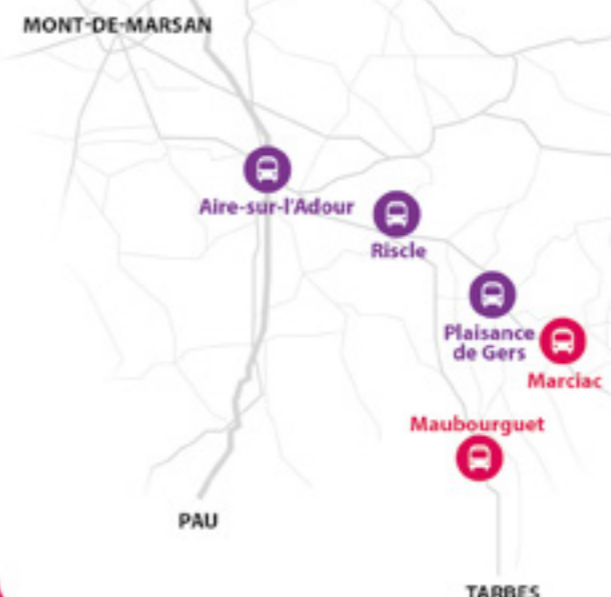 MONT-DE-MARSAN
Aire-sur-l'Adour
Riscle
Plaisance
de Gers
Marciac
Maubourguet
PAU
TARBES